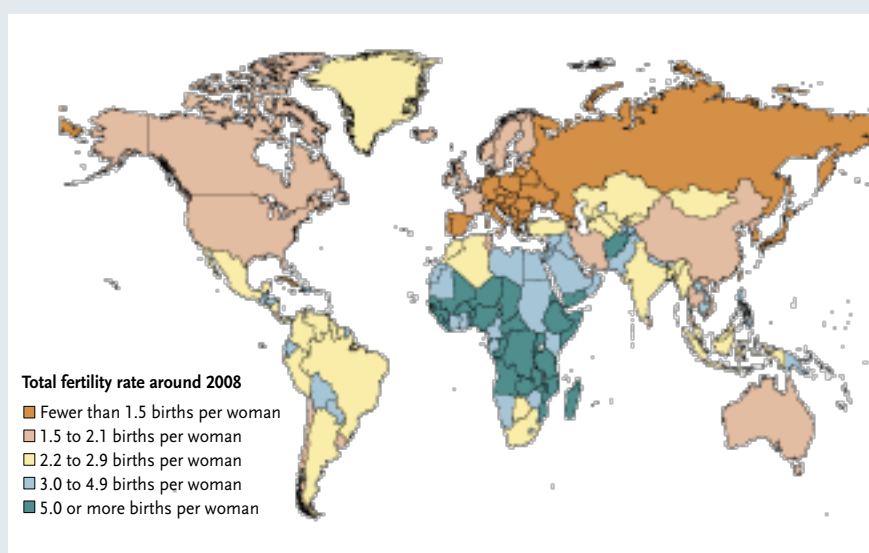 Total fertility rate around 2008
Fewer than 1.5 births per woman
1.5 to 2.1 births per woman
2.2 to 2.9 births per woman
3.0 to 4.9 births per woman
5.0 or more births per woman